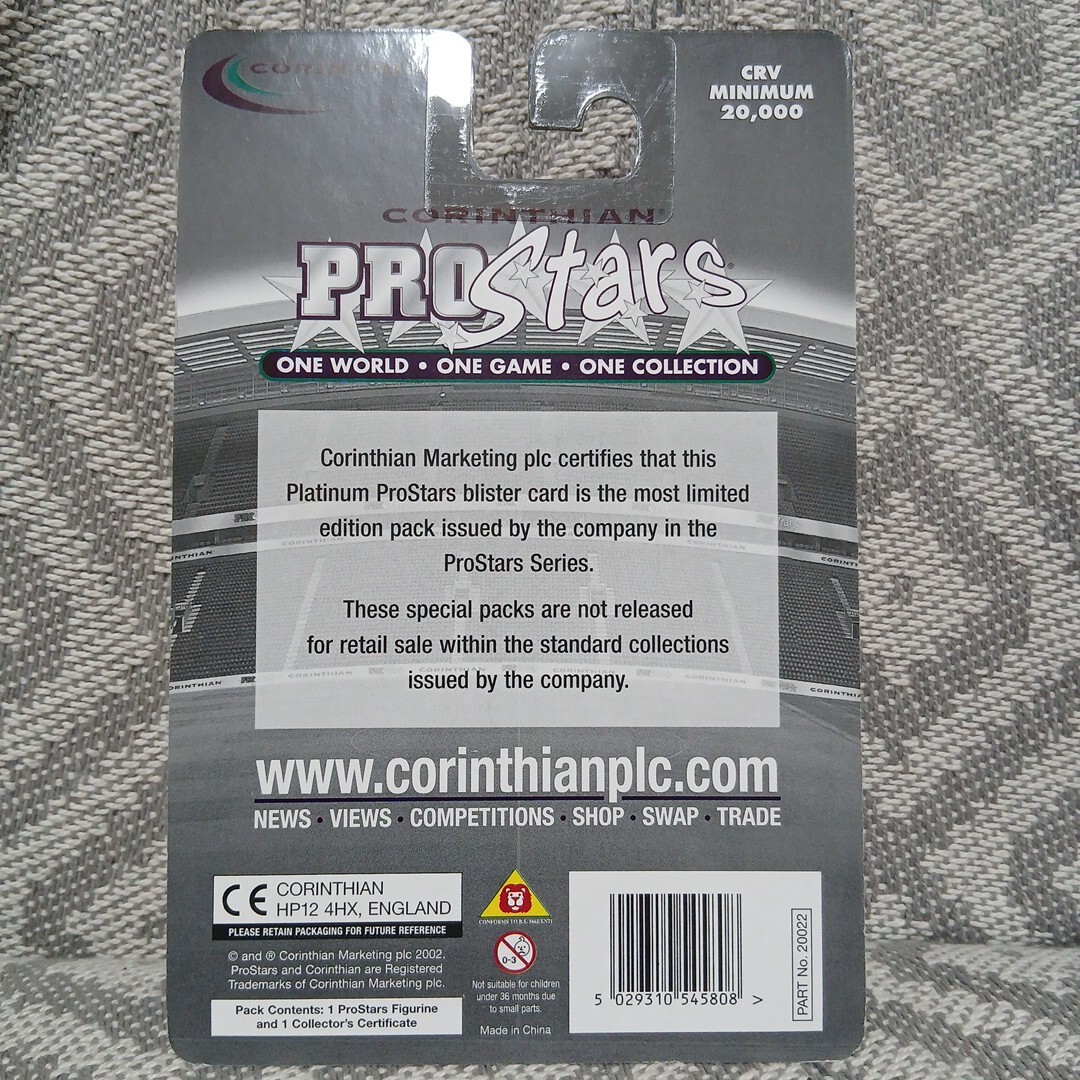 CORINTHIAN
CRV
MINIMUM
20,000
CORINTHIAN®
PROStars®
ONE WORLD • ONE GAME • ONE COLLECTION
Corinthian Marketing plc certifies that this
Platinum ProStars blister card is the most limited
edition pack issued by the company in the
ProStars Series.
These special packs are not released
for retail sale within the standard collections
issued by the company.
www.corinthianplc.com
NEWS • VIEWS • COMPETITIONS • SHOP • SWAP • TRADE
CE CORINTHIAN
HP12 4HX, ENGLAND
PLEASE RETAIN PACKAGING FOR FUTURE REFERENCE
© and ® Corinthian Marketing plc 2002.
ProStars and Corinthian are Registered
Trademarks of Corinthian Marketing plc.
Pack Contents: 1 ProStars Figurine
and 1 Collector's Certificate
CONFORMS TO B.S. 5665/EN71
0-3
Not suitable for children
under 36 months due
to small parts.
Made in China
5 029310 545808 >
PART No. 20022